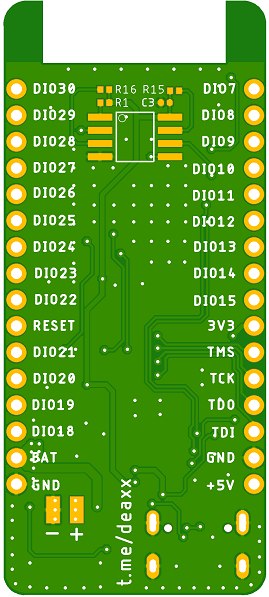 R16 R15
DIO30 DIO7
R1 C3
DIO29 DIO8
DIO28 DIO9
DIO27 DIO10
DIO26 DIO11
DIO25 DIO12
DIO24 DIO13
DIO23 DIO14
DIO22 DIO15
RESET 3V3
DIO21 TMS
DIO20 TCK
DIO19 TDO
DIO18 TDI
BAT GND
GND +5V
- +
t.me/deaxx